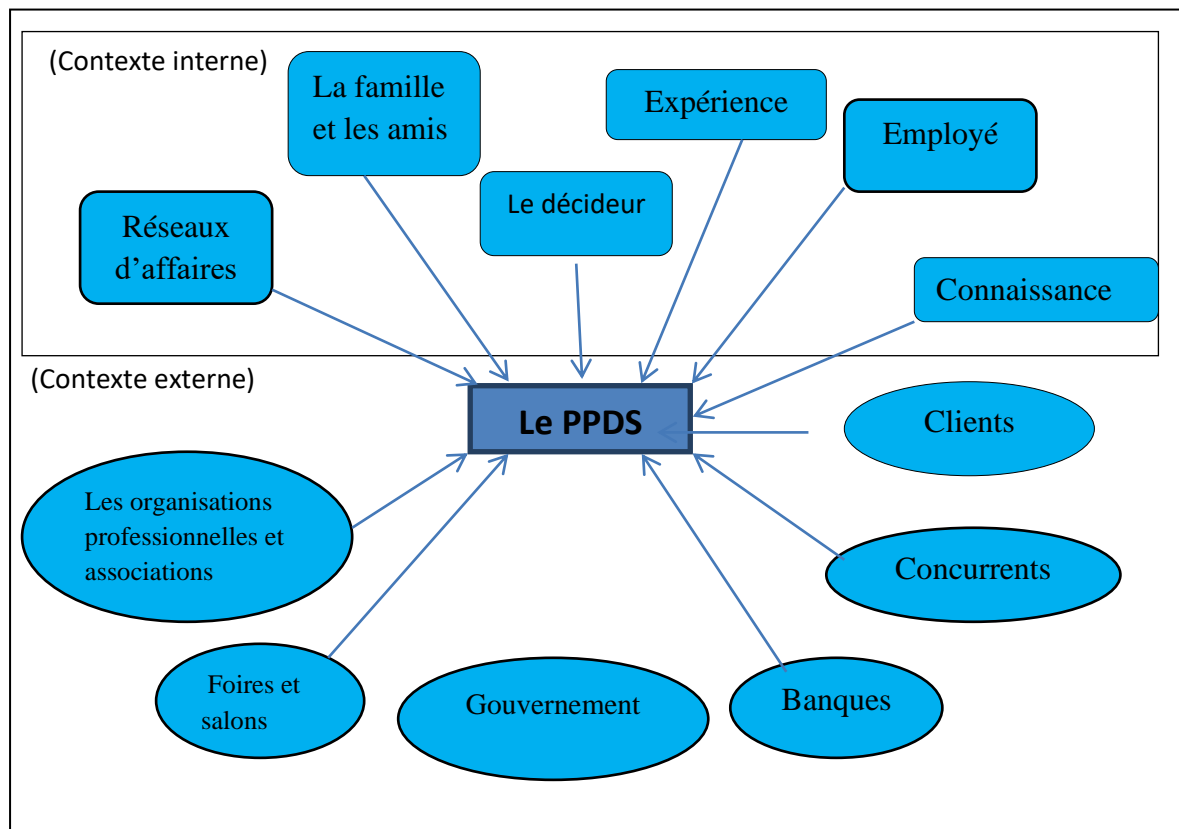 (Contexte interne)
La famille
et les amis
Expérience
Employé
Le décideur
Réseaux
d’affaires
Connaissance
(Contexte externe)
Le PPDS
Clients
Les organisations
professionnelles et
associations
Concurrents
Foires et
salons
Gouvernement
Banques